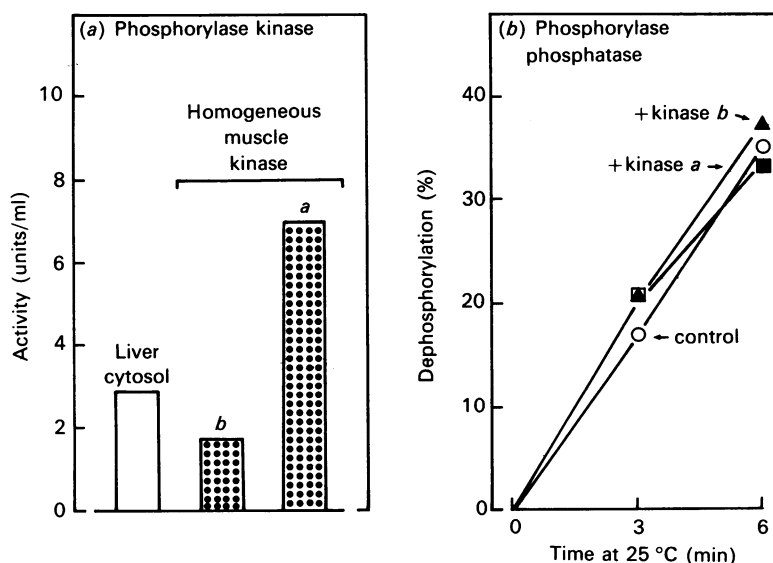 (a) Phosphorylase kinase
10
8
6
4
2
0
Activity (units/ml)
Homogeneous
muscle
kinase
Liver
cytosol
b
a
(b) Phosphorylase
phosphatase
40
30
20
10
0
Dephosphorylation (%)
+kinase b
+kinase a
control
0 3 6
Time at 25 °C (min)